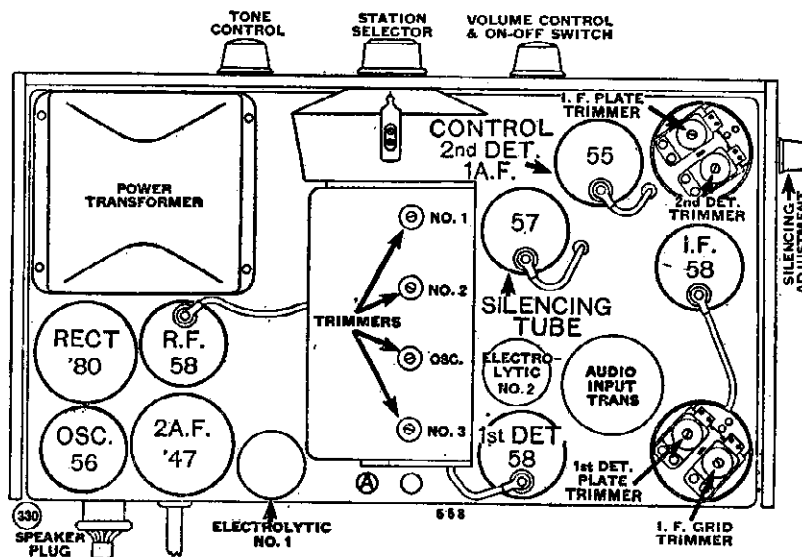 TONE
CONTROL
STATION
SELECTOR
VOLUME CONTROL
& ON-OFF SWITCH
I. F. PLATE
TRIMMER
CONTROL
2nd DET.
1A.F.
55
POWER
TRANSFORMER
2nd DET.
TRIMMER
SILENCING
ADJUSTMENT
NO. 1
57
I.F.
58
NO. 2
SILENCING
TUBE
TRIMMERS
RECT
'80
R.F.
58
OSC.
ELECTRO-
LYTIC
NO. 2
AUDIO
INPUT
TRANS
OSC.
56
2A.F.
'47
NO. 3
1st DET.
58
1st DET.
PLATE
TRIMMER
A
330
SPEAKER
PLUG
ELECTROLYTIC
NO. 1
558
I. F. GRID
TRIMMER